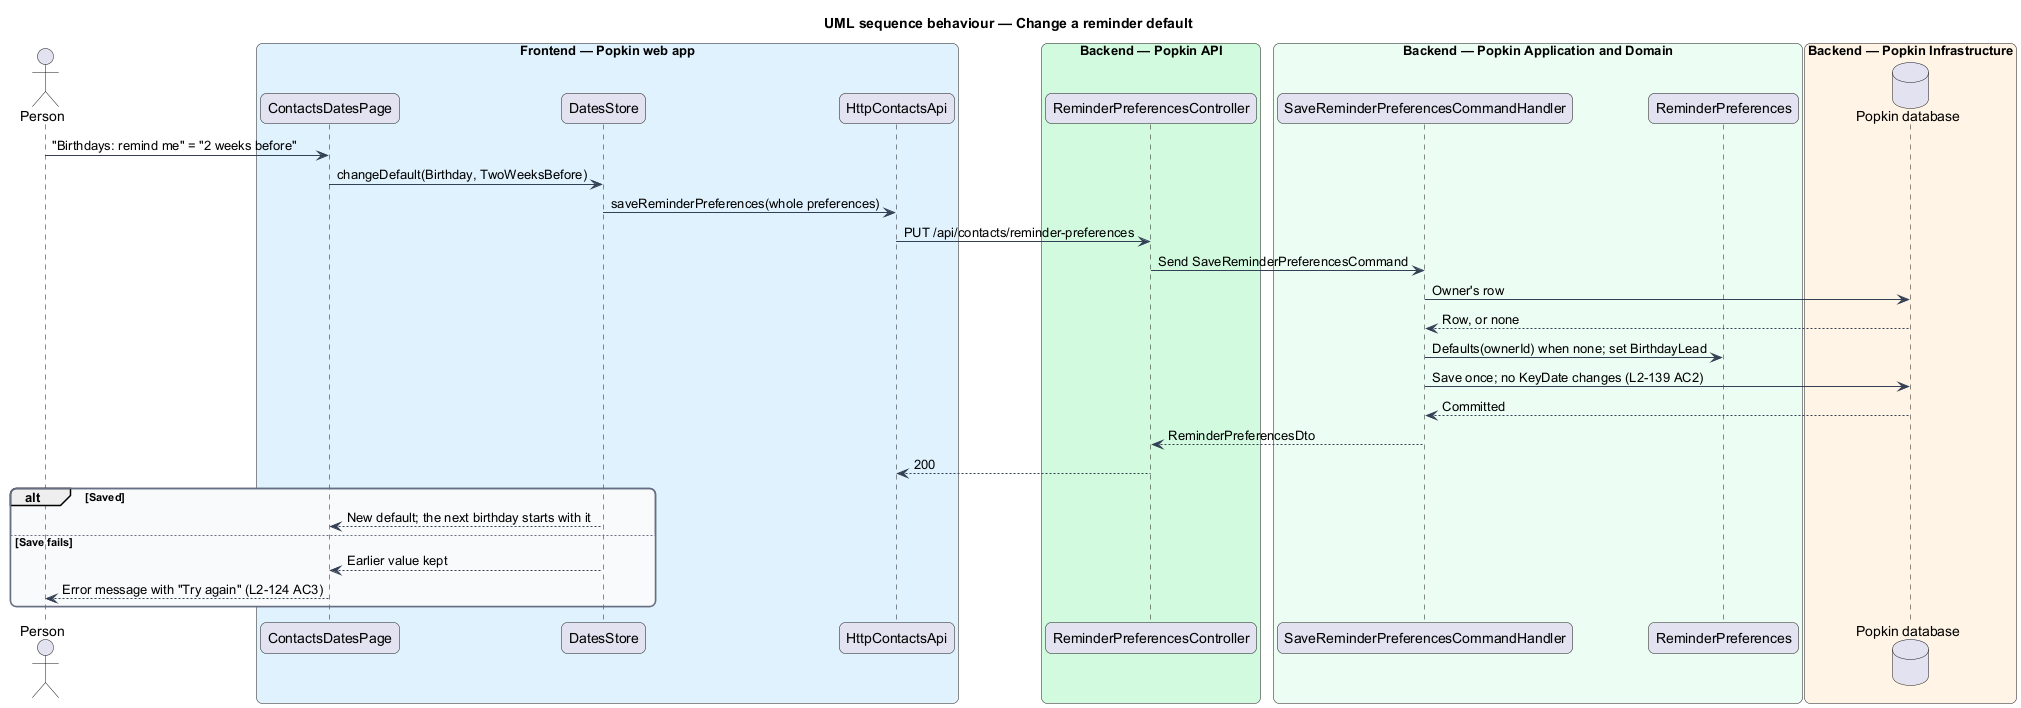 UML sequence behaviour — Change a reminder default
Frontend — Popkin web app
Backend — Popkin API
Backend — Popkin Application and Domain
Backend — Popkin Infrastructure
Person
ContactsDatesPage
DatesStore
HttpContactsApi
ReminderPreferencesController
SaveReminderPreferencesCommandHandler
ReminderPreferences
Popkin database
"Birthdays: remind me" = "2 weeks before"
changeDefault(Birthday, TwoWeeksBefore)
saveReminderPreferences(whole preferences)
PUT /api/contacts/reminder-preferences
Send SaveReminderPreferencesCommand
Owner's row
Row, or none
Defaults(ownerId) when none; set BirthdayLead
Save once; no KeyDate changes (L2-139 AC2)
Committed
ReminderPreferencesDto
200
alt
[Saved]
New default; the next birthday starts with it
[Save fails]
Earlier value kept
Error message with "Try again" (L2-124 AC3)
Person
ContactsDatesPage
DatesStore
HttpContactsApi
ReminderPreferencesController
SaveReminderPreferencesCommandHandler
ReminderPreferences
Popkin database